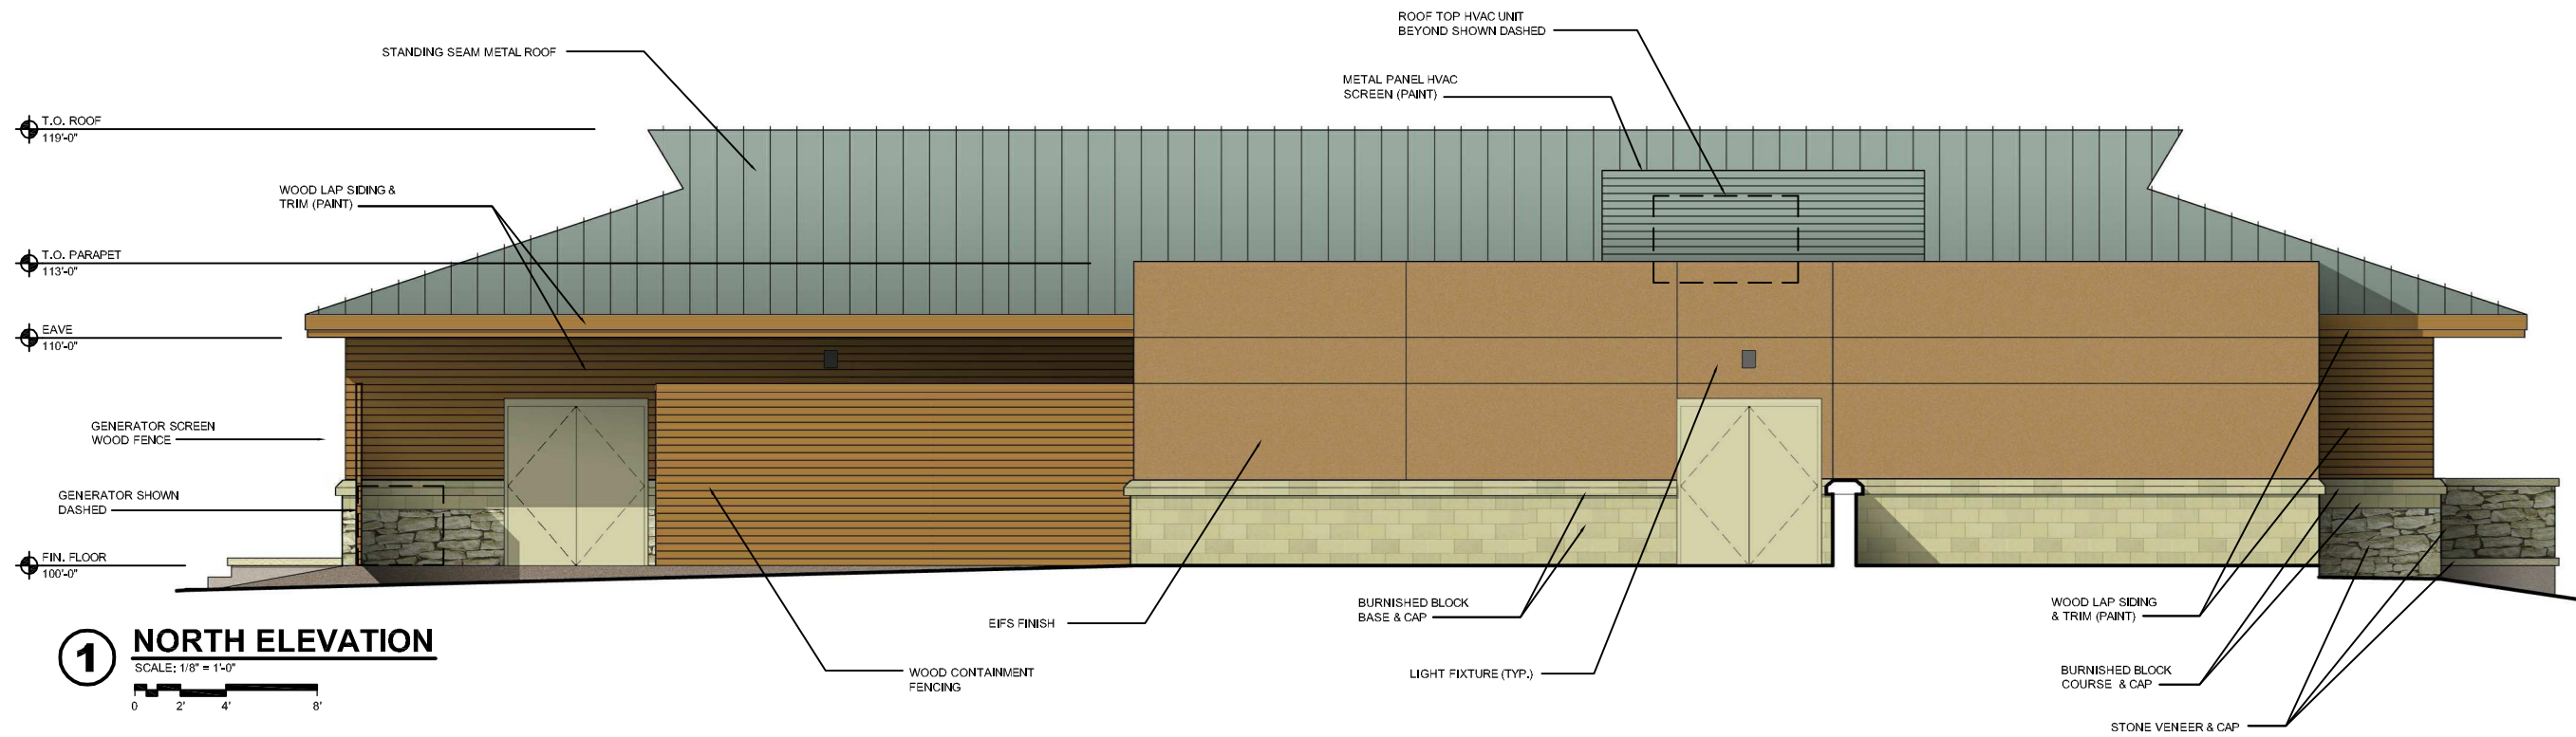 ROOF TOP HVAC UNIT
BEYOND SHOWN DASHED
STANDING SEAM METAL ROOF
METAL PANEL HVAC
SCREEN (PAINT)
T.O. ROOF
119'-0"
WOOD LAP SIDING &
TRIM (PAINT)
T.O. PARAPET
113'-0"
EAVE
110'-0"
GENERATOR SCREEN
WOOD FENCE
GENERATOR SHOWN
DASHED
FIN. FLOOR
100'-0"
EIFS FINISH
BURNISHED BLOCK
BASE & CAP
WOOD LAP SIDING
& TRIM (PAINT)
WOOD CONTAINMENT
FENCING
LIGHT FIXTURE (TYP.)
BURNISHED BLOCK
COURSE & CAP
STONE VENEER & CAP
1
NORTH ELEVATION
SCALE: 1/8" = 1'-0"
0 2' 4' 8'